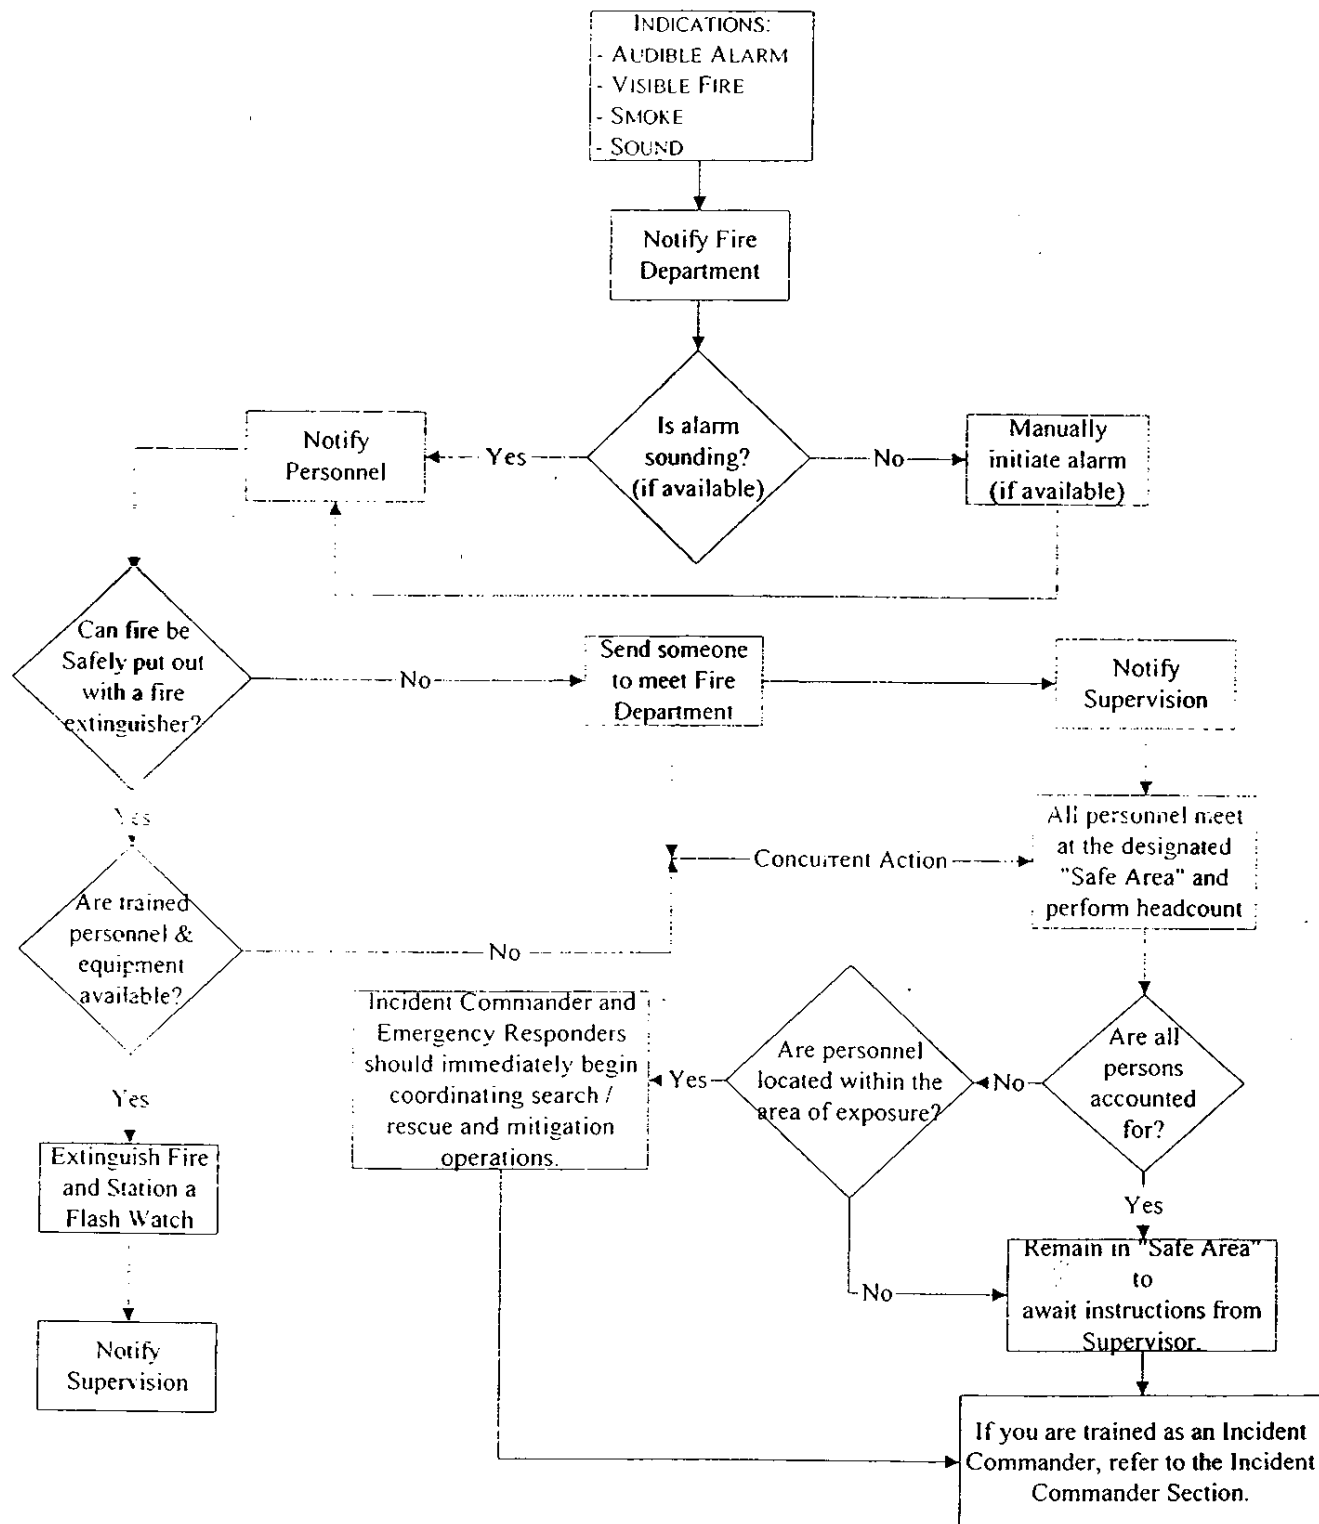 INDICATIONS:
- AUDIBLE ALARM
- VISIBLE FIRE
- SMOKE
- SOUND
Notify Fire
Department
Is alarm
sounding?
(if available)
Yes
No
Notify
Personnel
Manually
initiate alarm
(if available)
Can fire be
Safely put out
with a fire
extinguisher?
No
Send someone
to meet Fire
Department
Notify
Supervision
Yes
All personnel meet
at the designated
"Safe Area" and
perform headcount
Concurrent Action
Are trained
personnel &
equipment
available?
No
Yes
Extinguish Fire
and Station a
Flash Watch
Notify
Supervision
Are all
persons
accounted
for?
No
Are personnel
located within the
area of exposure?
Yes
Incident Commander and
Emergency Responders
should immediately begin
coordinating search /
rescue and mitigation
operations.
Yes
No
Remain in "Safe Area"
to
await instructions from
Supervisor.
If you are trained as an Incident
Commander, refer to the Incident
Commander Section.